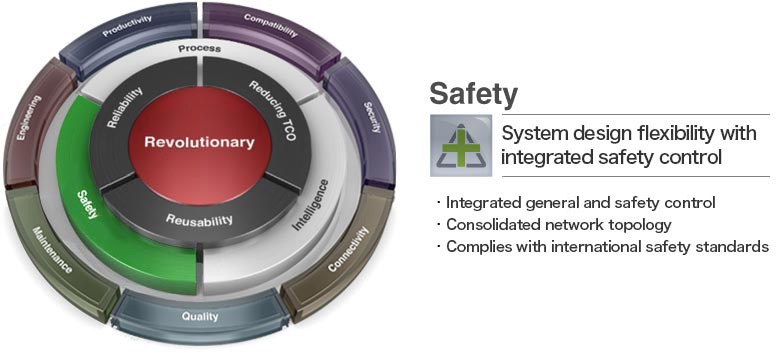 Productivity
Compatibility
Process
Engineering
Reliability
Reducing TCO
Security
Revolutionary
Safety
Reusability
Intelligence
Maintenance
Connectivity
Quality
Safety
System design flexibility with
integrated safety control
・Integrated general and safety control
・Consolidated network topology
・Complies with international safety standards